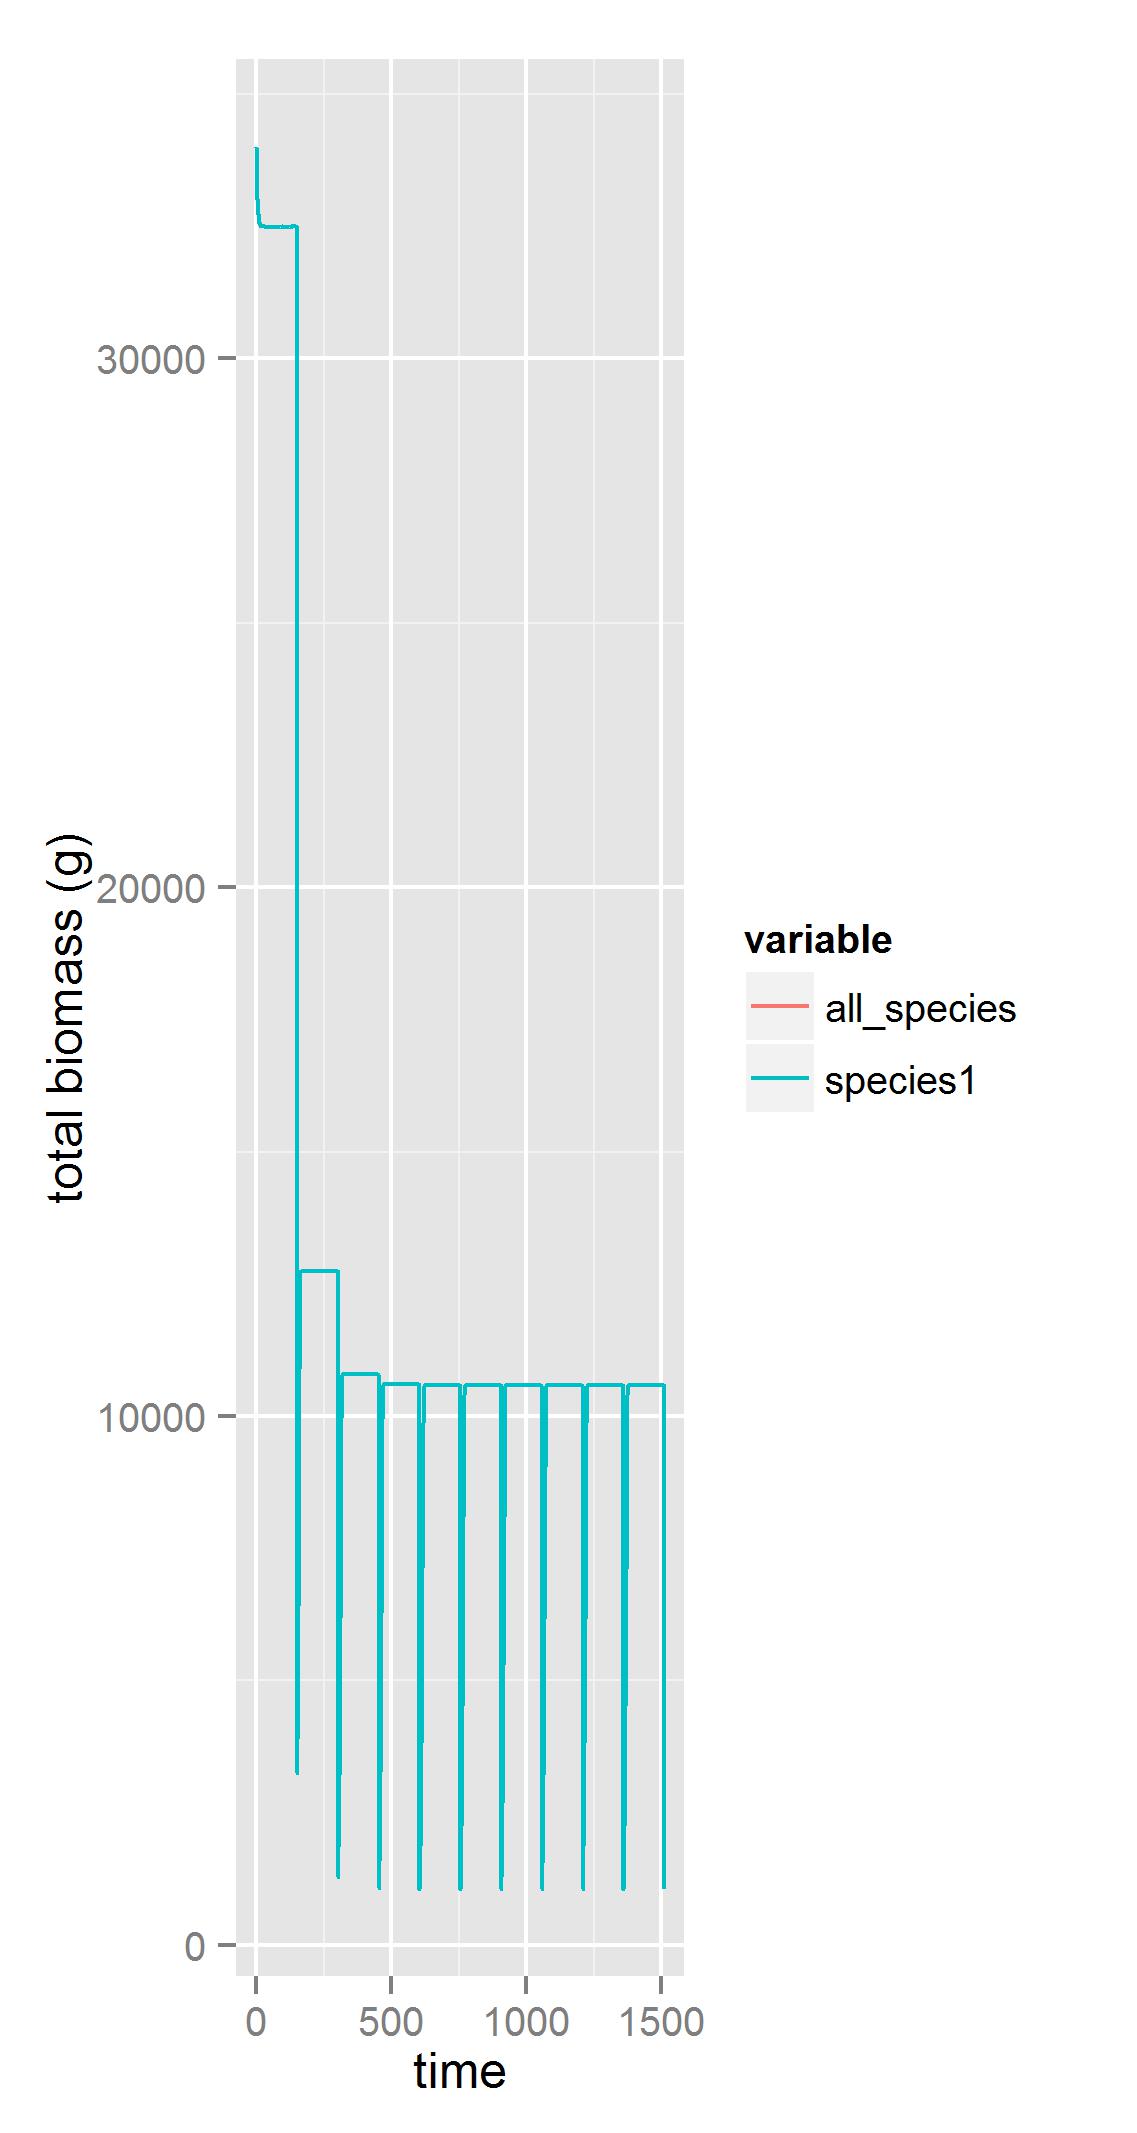 total biomass (g)
30000
20000
10000
0
0 500 1000 1500
time
variable
all_species
species1